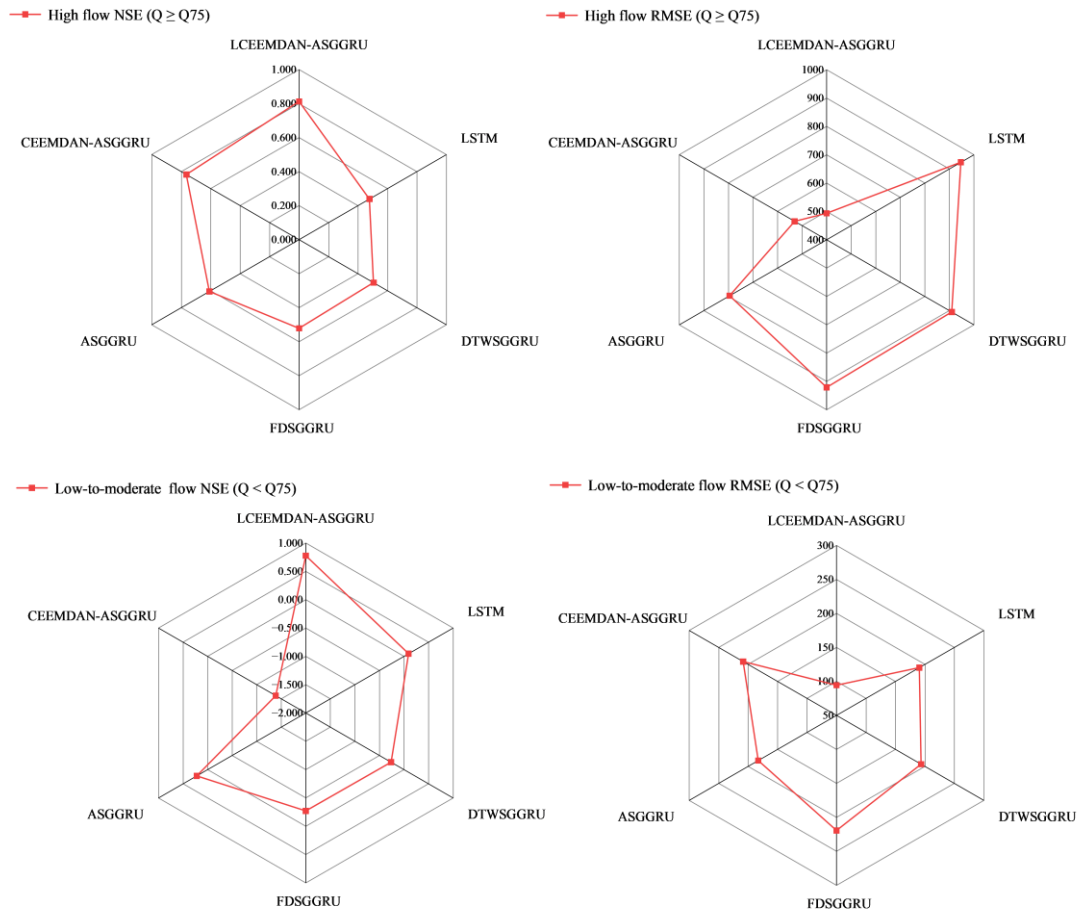 High flow NSE (Q ≥ Q75)
LCEEMDAN-ASGGRU
1.000
0.800
CEEMDAN-ASGGRU
LSTM
0.600
0.400
0.200
0.000
ASGGRU
DTWSGGRU
FDSGGRU
High flow RMSE (Q ≥ Q75)
LCEEMDAN-ASGGRU
1000
900
CEEMDAN-ASGGRU
LSTM
800
700
600
500
400
ASGGRU
DTWSGGRU
FDSGGRU
Low-to-moderate flow NSE (Q < Q75)
LCEEMDAN-ASGGRU
1.000
0.500
CEEMDAN-ASGGRU
LSTM
0.000
−0.500
−1.000
−1.500
−2.000
ASGGRU
DTWSGGRU
FDSGGRU
Low-to-moderate flow RMSE (Q < Q75)
LCEEMDAN-ASGGRU
300
250
CEEMDAN-ASGGRU
LSTM
200
150
100
50
ASGGRU
DTWSGGRU
FDSGGRU